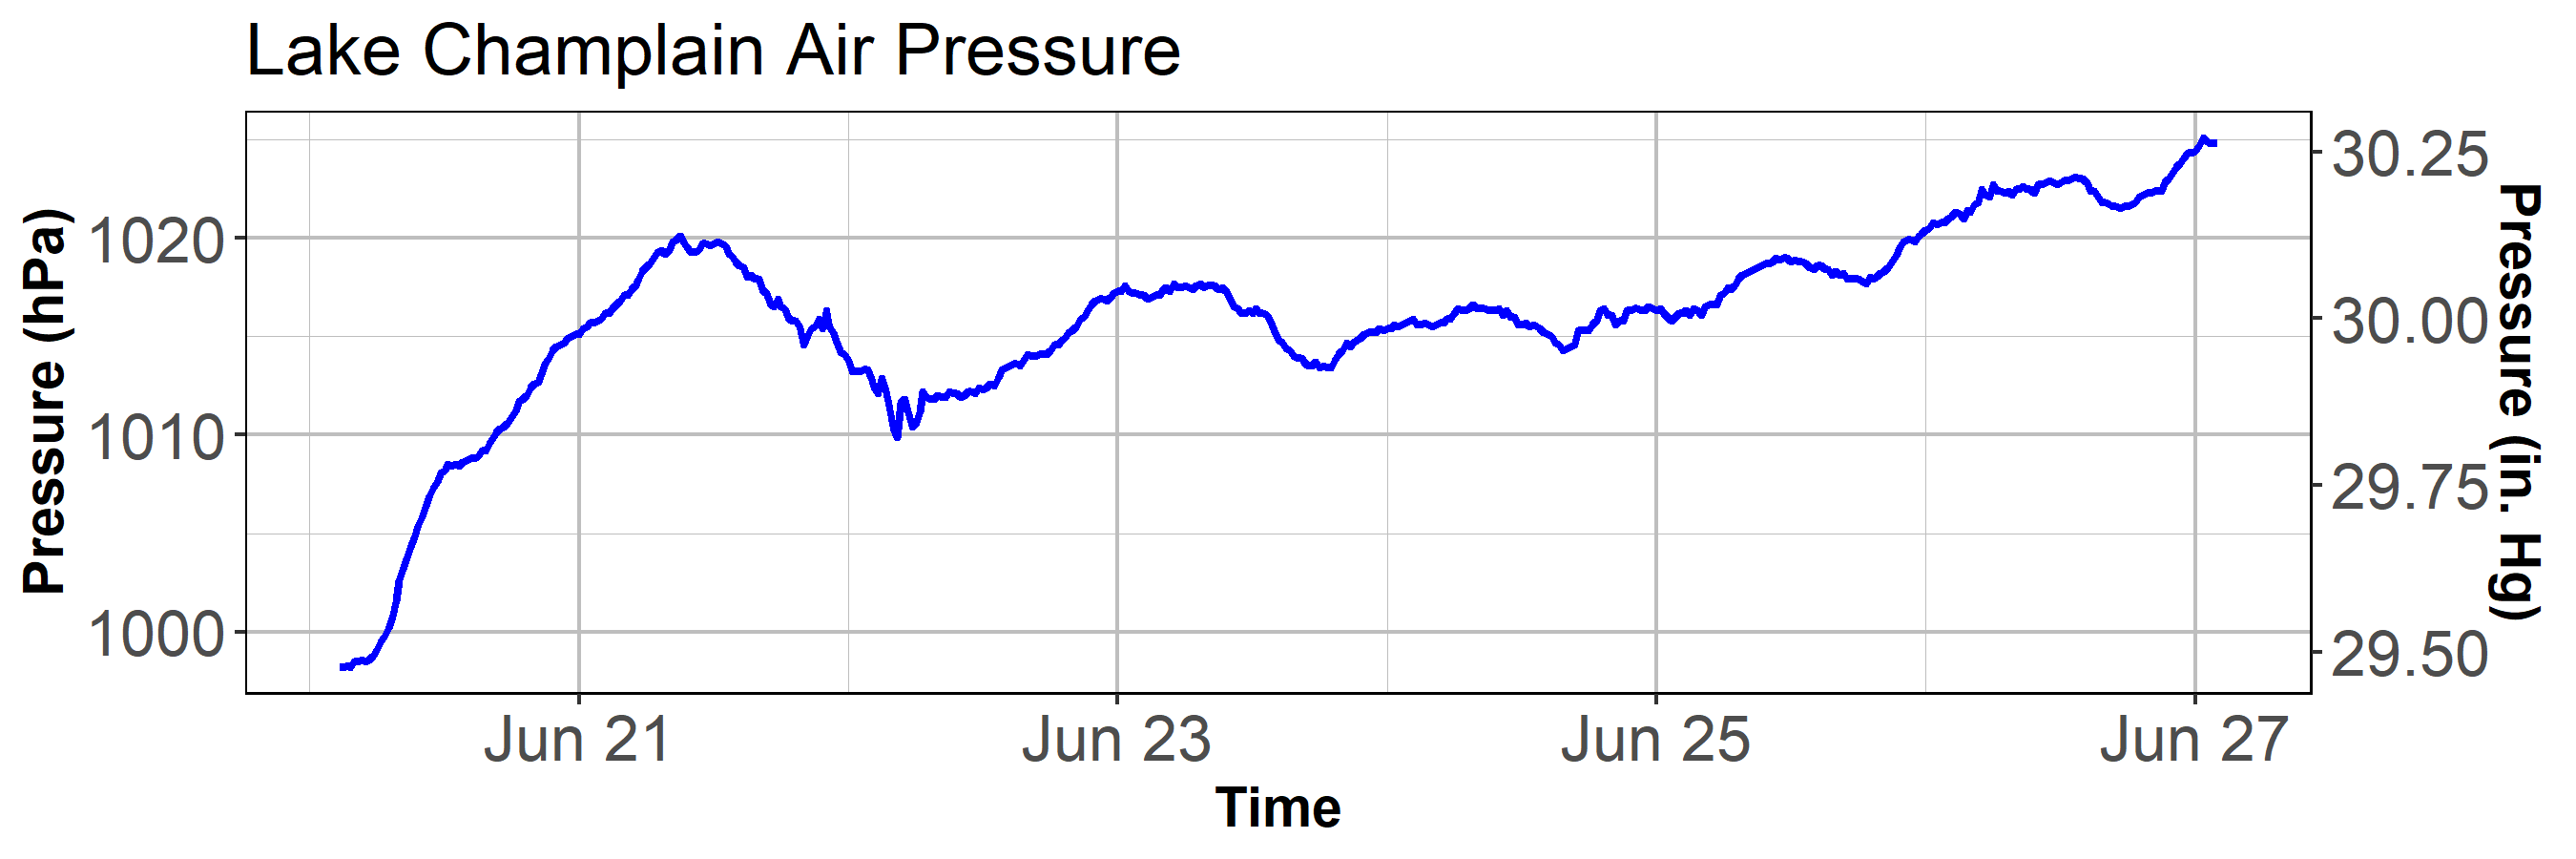 Lake Champlain Air Pressure
Pressure (hPa)
1020
1010
1000
30.25
30.00
29.75
29.50
Pressure (in. Hg)
Jun 21
Jun 23
Jun 25
Jun 27
Time